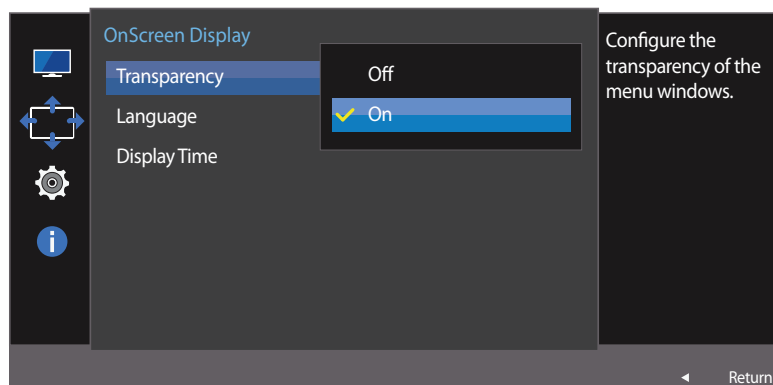 OnScreen Display
Transparency
Language
Display Time
Off
On
Configure the
transparency of the
menu windows.
Return